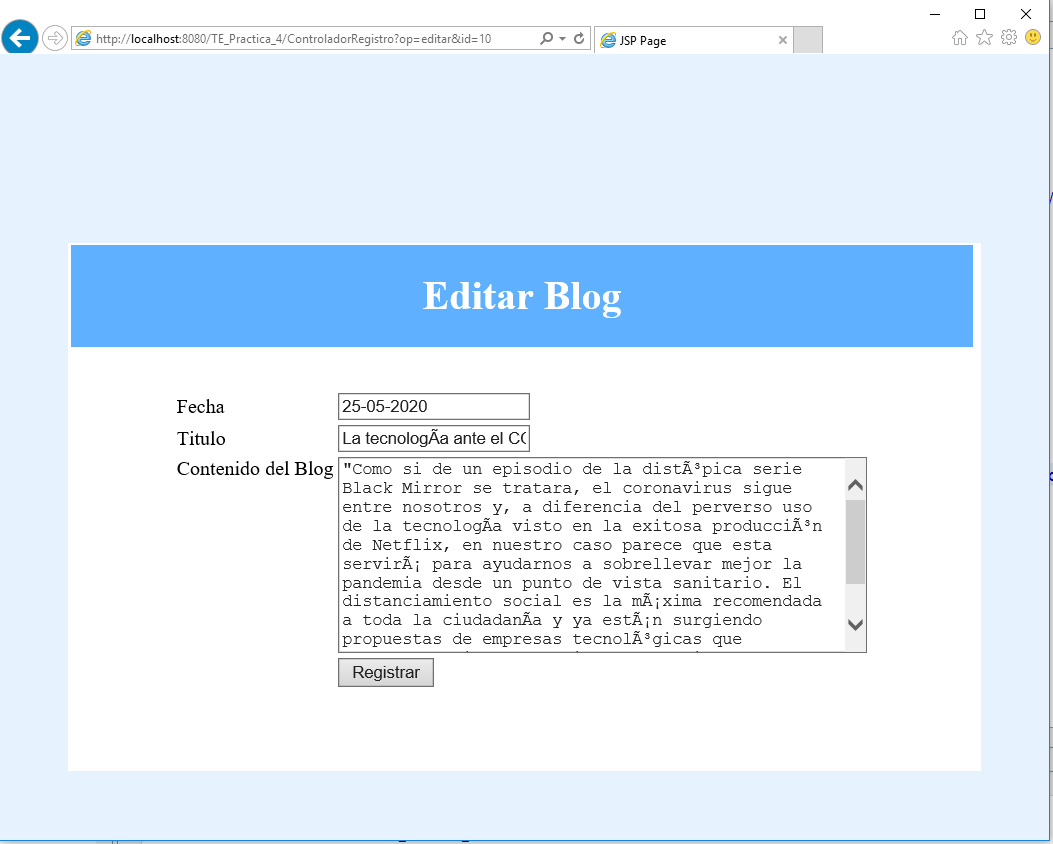 http://localhost:8080/TE_Practica_4/ControladorRegistro?op=editar&id=10
JSP Page
Editar Blog
Fecha
25-05-2020
Titulo
La tecnologÃa ante el CO
Contenido del Blog
"Como si de un episodio de la distÃ³pica serie
Black Mirror se tratara, el coronavirus sigue
entre nosotros y, a diferencia del perverso uso
de la tecnologÃa visto en la exitosa producciÃ³n
de Netflix, en nuestro caso parece que esta
servirÃ¡ para ayudarnos a sobrellevar mejor la
pandemia desde un punto de vista sanitario. El
distanciamiento social es la mÃ¡xima recomendada
a toda la ciudadanÃa y ya estÃ¡n surgiendo
propuestas de empresas tecnolÃ³gicas que
Registrar